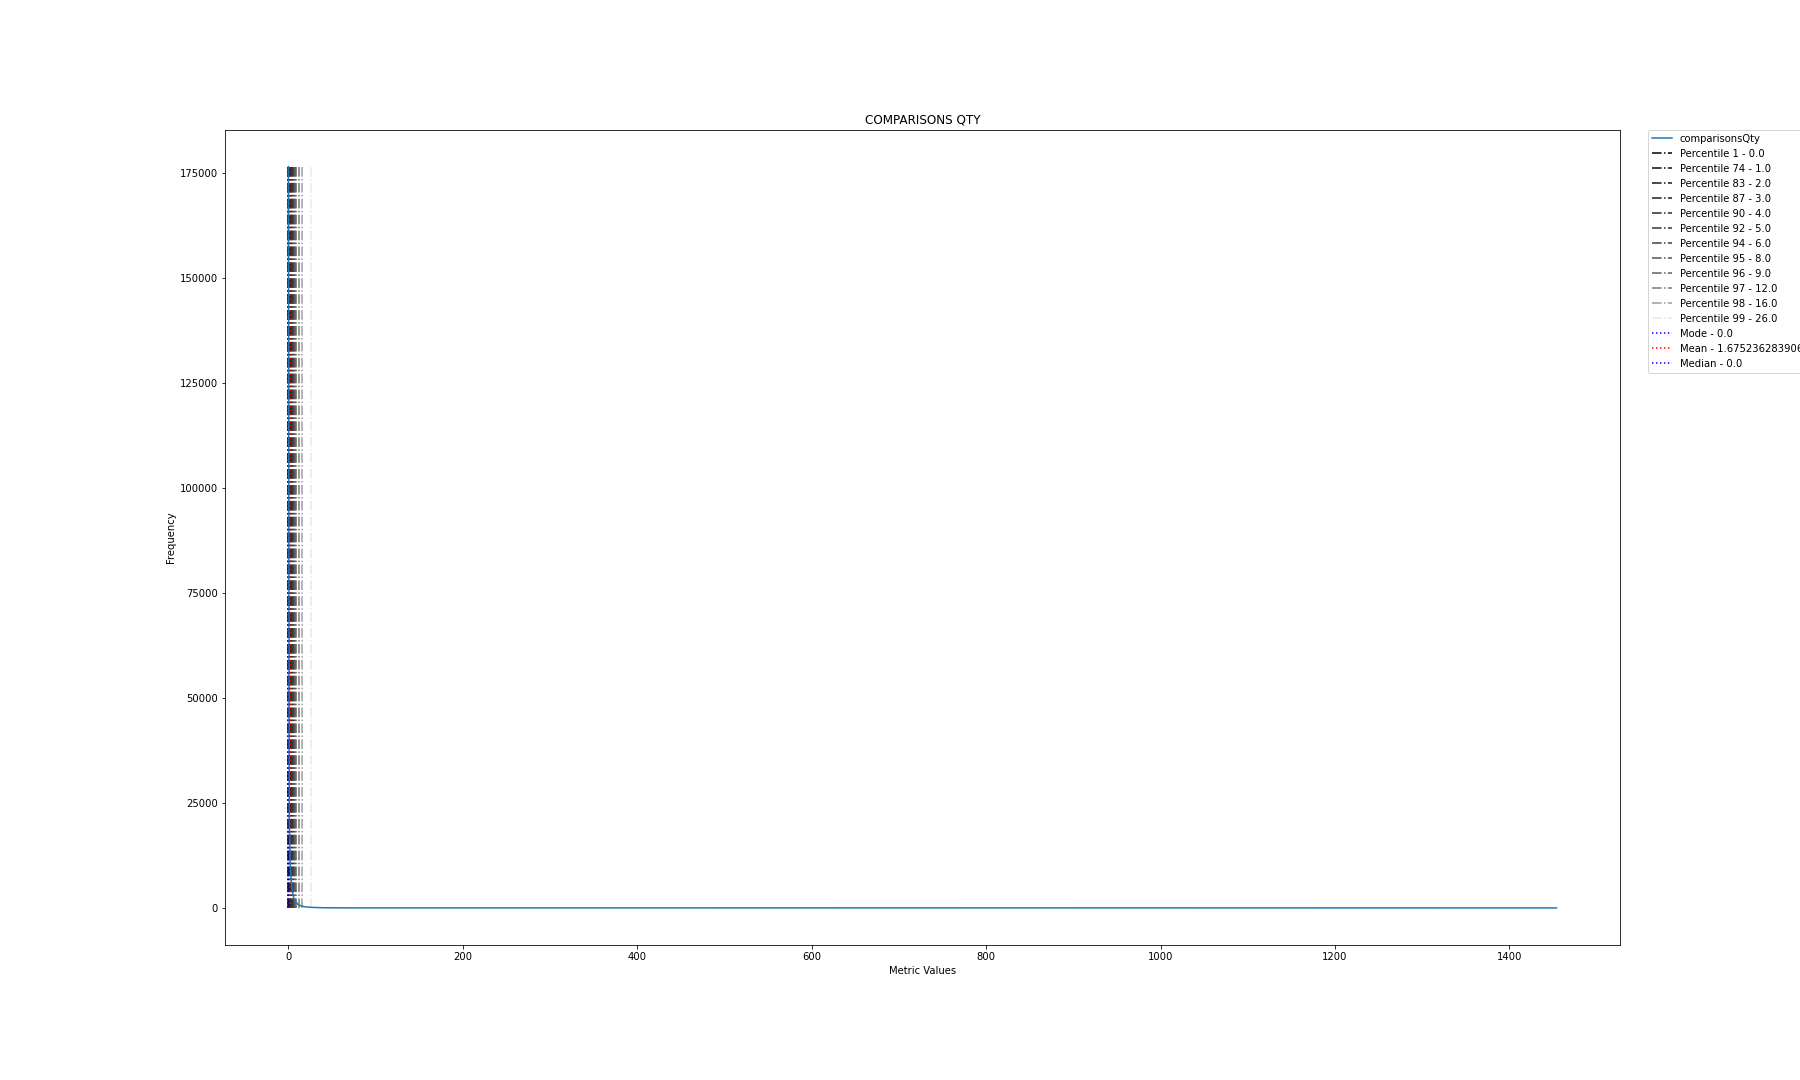 COMPARISONS QTY
175000
150000
125000
100000
75000
50000
25000
0
Frequency
0 200 400 600 800 1000 1200 1400
Metric Values
comparisonsQty
Percentile 1 - 0.0
Percentile 74 - 1.0
Percentile 83 - 2.0
Percentile 87 - 3.0
Percentile 90 - 4.0
Percentile 92 - 5.0
Percentile 94 - 6.0
Percentile 95 - 8.0
Percentile 96 - 9.0
Percentile 97 - 12.0
Percentile 98 - 16.0
Percentile 99 - 26.0
Mode - 0.0
Mean - 1.675236283906
Median - 0.0